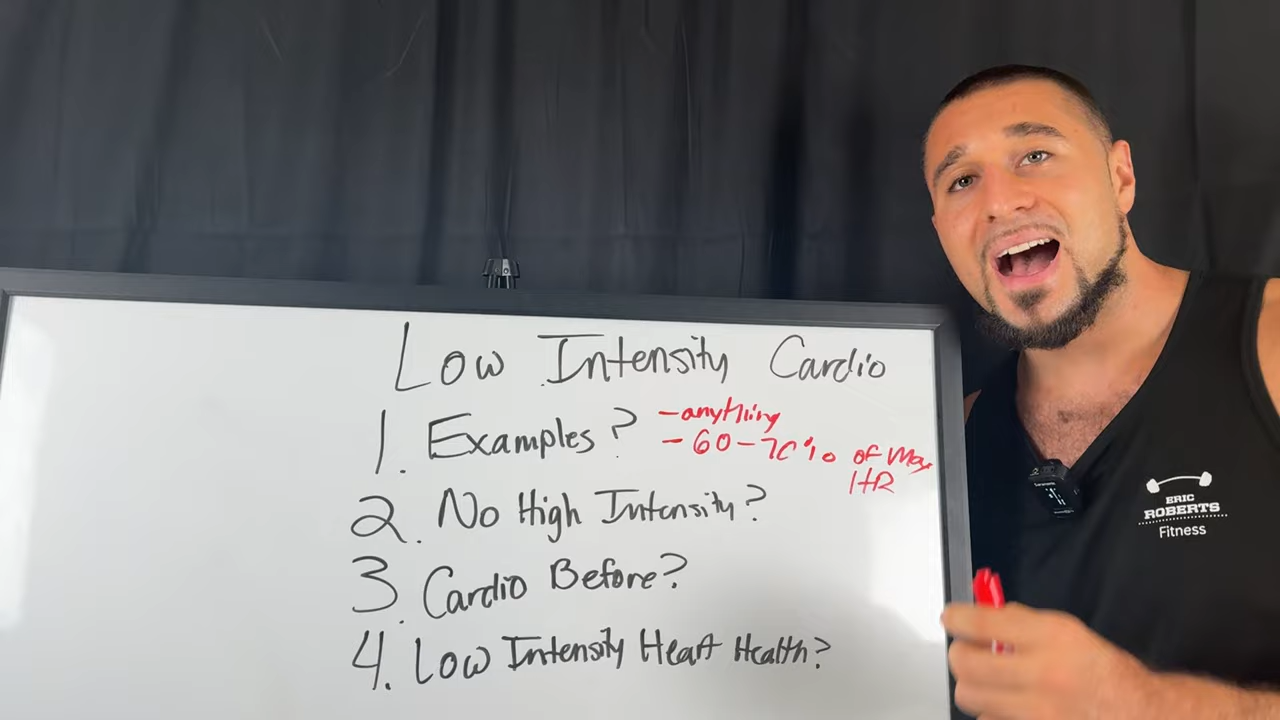 Low Intensity Cardio
1. Examples?
- anything
- 60-70% of Max
HR
2. No High Intensity?
3. Cardio Before?
4. Low Intensity Heart Health?
ERIC
ROBERTS
Fitness